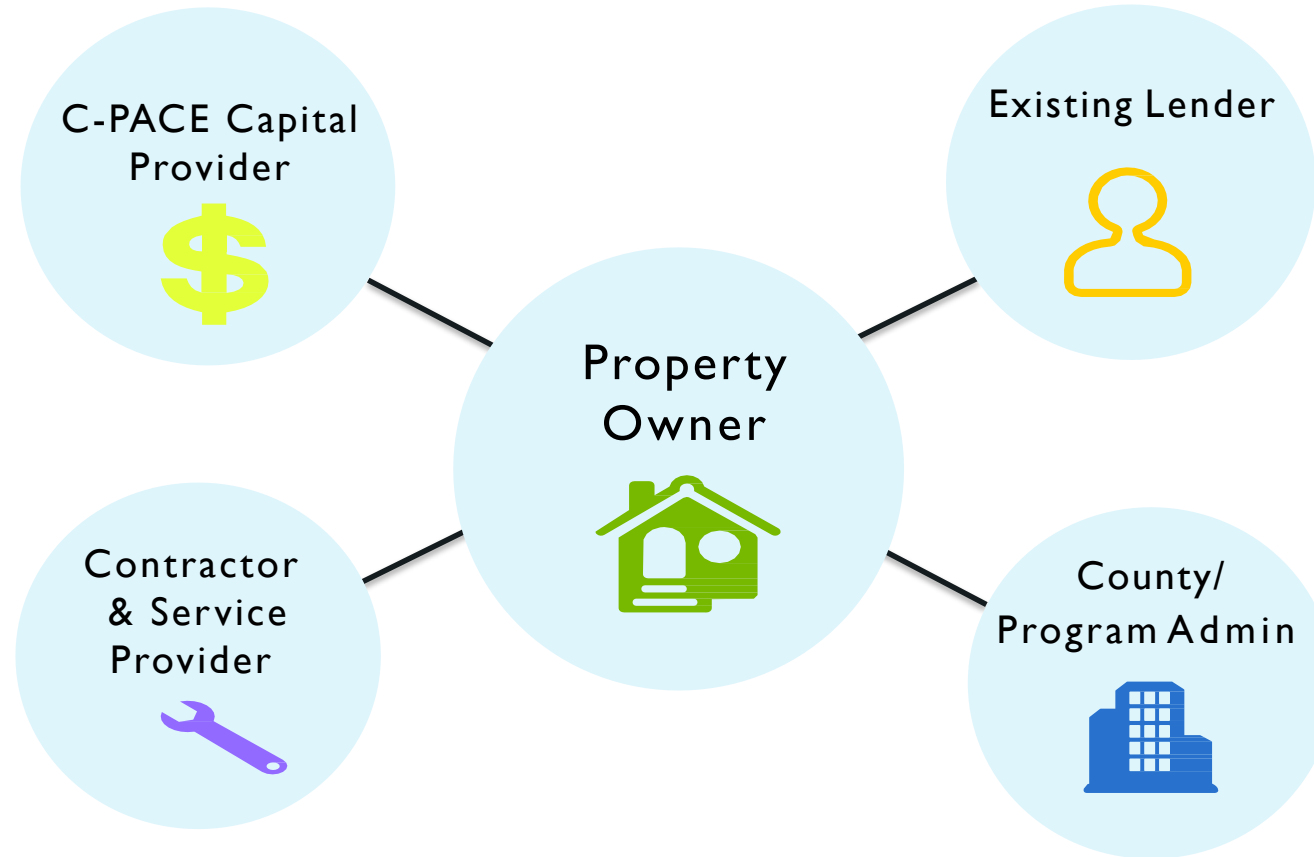 C-PACE Capital
Provider
Existing Lender
Property
Owner
Contractor
& Service
Provider
County/
Program Admin